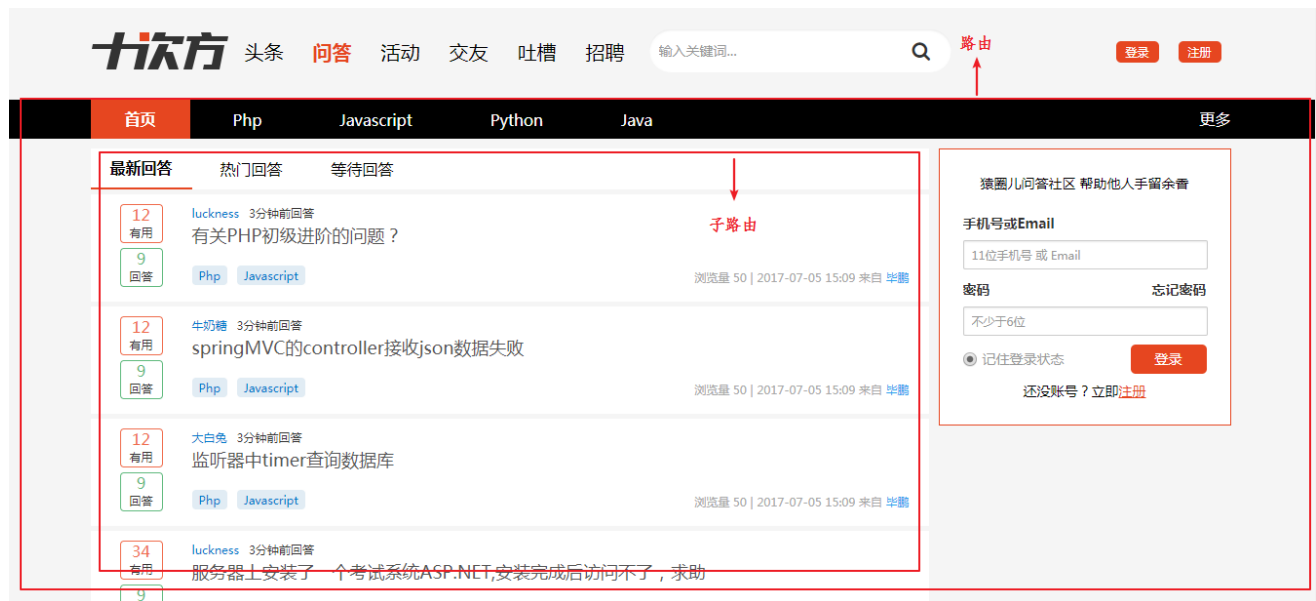 十次方 头条 问答 活动 交友 吐槽 招聘 输入关键词... 路由 登录 注册
首页 Php Javascript Python Java 更多
最新回答 热门回答 等待回答
12 有用
luckness 3分钟前回答
有关PHP初级进阶的问题？
子路由
9 回答
Php Javascript
浏览量 50 | 2017-07-05 15:09 来自 毕鹏
12 有用
牛奶糖 3分钟前回答
springMVC的controller接收json数据失败
9 回答
Php Javascript
浏览量 50 | 2017-07-05 15:09 来自 毕鹏
12 有用
大白兔 3分钟前回答
监听器中timer查询数据库
9 回答
Php Javascript
浏览量 50 | 2017-07-05 15:09 来自 毕鹏
34 有用
luckness 3分钟前回答
服务器上安装了一个考试系统ASP.NET,安装完成后访问不了，求助
9
猿圈儿问答社区 帮助他人手留余香
手机号或Email
11位手机号 或 Email
密码 忘记密码
不少于6位
记住登录状态 登录
还没账号？立即注册